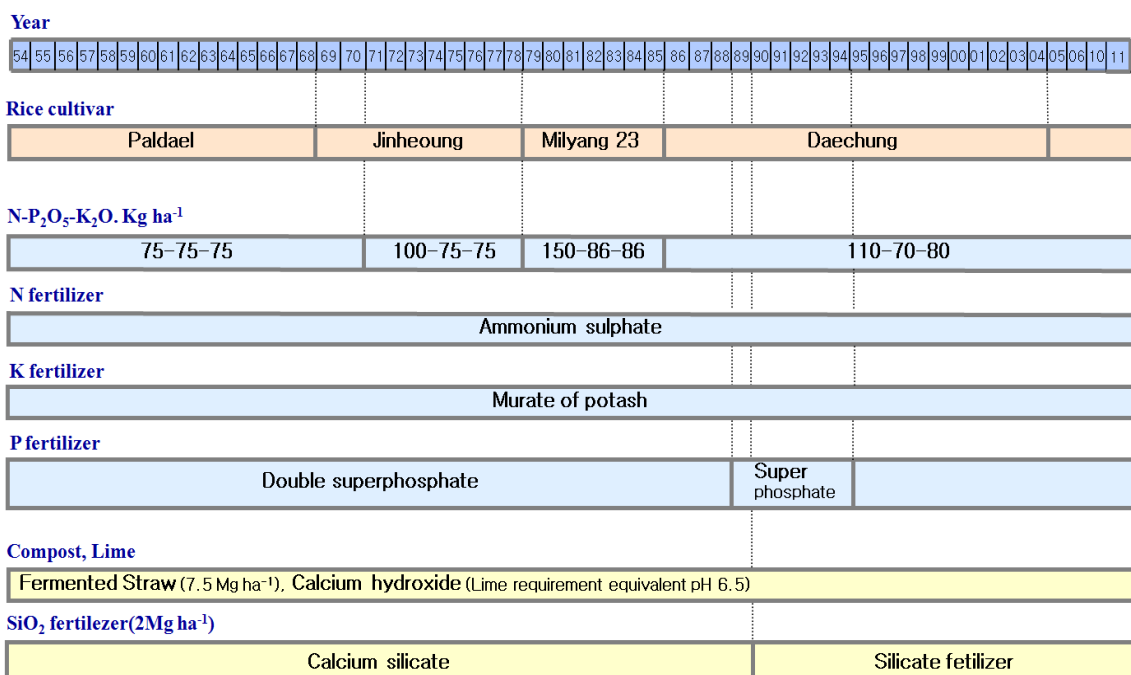 Year
54 55 56 57 58 59 60 61 62 63 64 65 66 67 68 69 70 71 72 73 74 75 76 77 78 79 80 81 82 83 84 85 86 87 88 89 90 91 92 93 94 95 96 97 98 99 00 01 02 03 04 05 06 10 11
Rice cultivar
Paldael Jinheoung Milyang 23 Daechung
N-P₂O₅-K₂O. Kg ha⁻¹
75-75-75 100-75-75 150-86-86 110-70-80
N fertilizer
Ammonium sulphate
K fertilizer
Murate of potash
P fertilizer
Double superphosphate
Super
phosphate
Compost, Lime
Fermented Straw (7.5 Mg ha⁻¹), Calcium hydroxide (Lime requirement equivalent pH 6.5)
SiO₂ fertilezer(2Mg ha⁻¹)
Calcium silicate Silicate fetilizer